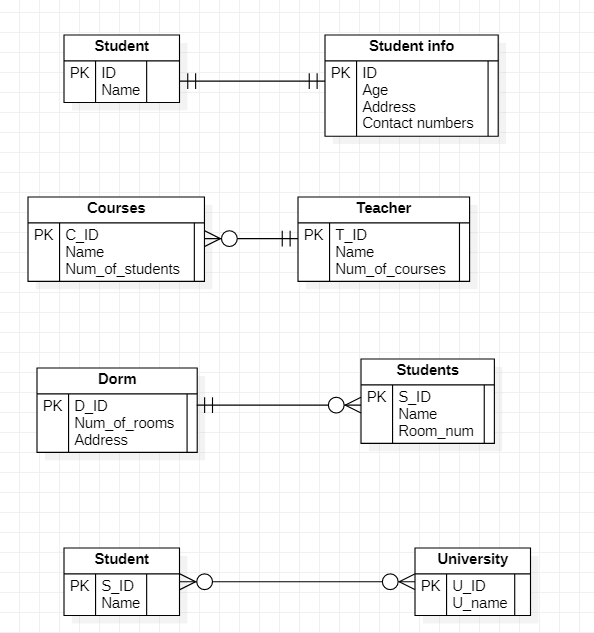 Student
PK ID
Name
Student info
PK ID
Age
Address
Contact numbers
Courses
PK C_ID
Name
Num_of_students
Teacher
PK T_ID
Name
Num_of_courses
Dorm
PK D_ID
Num_of_rooms
Address
Students
PK S_ID
Name
Room_num
Student
PK S_ID
Name
University
PK U_ID
U_name